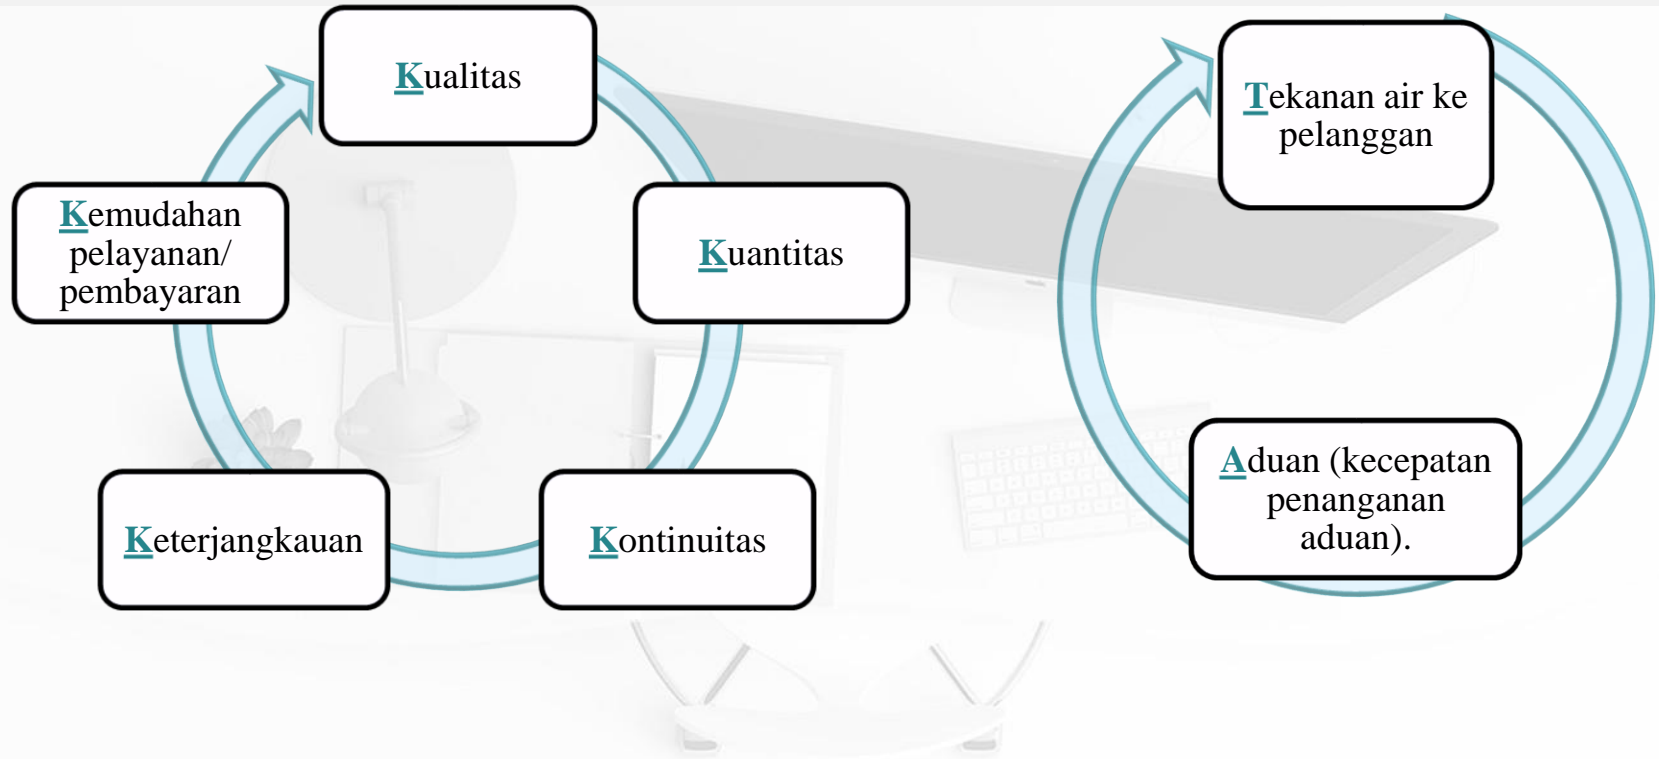 Kualitas
Kuantitas
Kontinuitas
Keterjangkauan
Kemudahan
pelayanan/
pembayaran
Tekanan air ke
pelanggan
Aduan (kecepatan
penanganan
aduan).